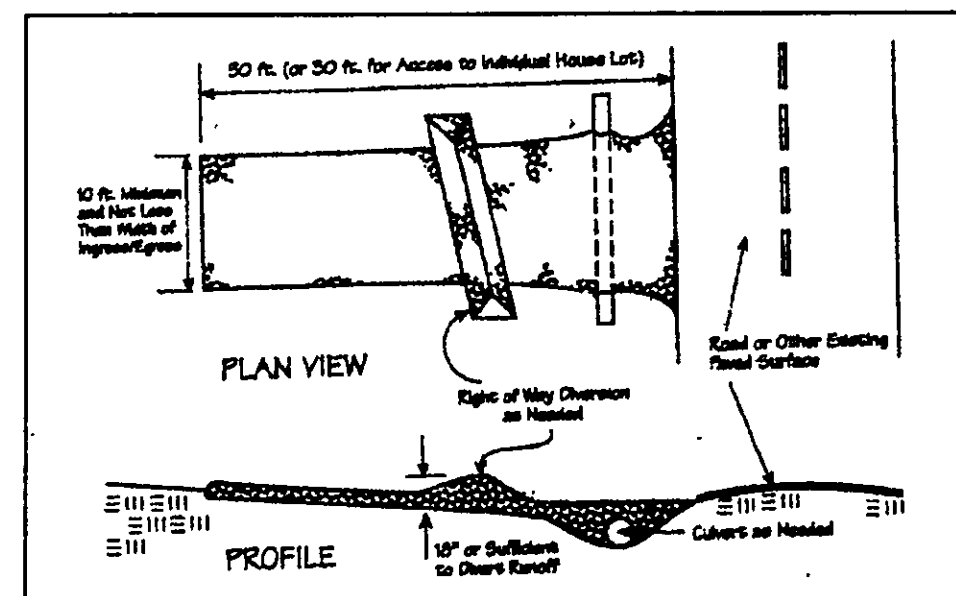 50 ft. (or 30 ft. for Access to Individual House Lot)
10 ft. Minimum
and Not Less
Than Width of
Ingress/Egress
PLAN VIEW
Road or Other Existing
Paved Surface
Right of Way Diversion
as Needed
Culvert as Needed
18" or Sufficient
to Divert Runoff
PROFILE